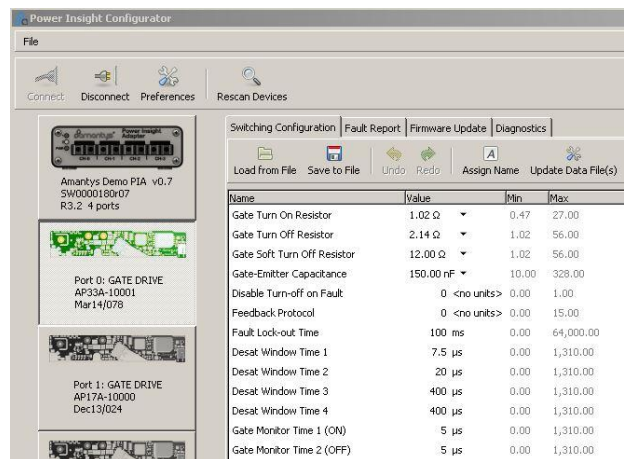 Power Insight Configurator
File
Connect Disconnect Preferences Rescan Devices
Amantys Power Insight Adapter
Amantys Demo PIA v0.7
SW0000180r07
R3.2 4 ports
Port 0: GATE DRIVE
AP33A-10001
Mar14/078
Port 1: GATE DRIVE
AP17A-10000
Dec13/024
Switching Configuration Fault Report Firmware Update Diagnostics
Load from File Save to File Undo Redo Assign Name Update Data File(s)
Name Value Min Max
Gate Turn On Resistor 1.02 Ω 0.47 27.00
Gate Turn Off Resistor 2.14 Ω 1.02 56.00
Gate Soft Turn Off Resistor 12.00 Ω 1.02 56.00
Gate-Emitter Capacitance 150.00 nF 10.00 328.00
Disable Turn-off on Fault 0 <no units> 0.00 1.00
Feedback Protocol 0 <no units> 0.00 15.00
Fault Lock-out Time 100 ms 0.00 64,000.00
Desat Window Time 1 7.5 µs 0.00 1,310.00
Desat Window Time 2 20 µs 0.00 1,310.00
Desat Window Time 3 400 µs 0.00 1,310.00
Desat Window Time 4 400 µs 0.00 1,310.00
Gate Monitor Time 1 (ON) 5 µs 0.00 1,310.00
Gate Monitor Time 2 (OFF) 5 µs 0.00 1,310.00